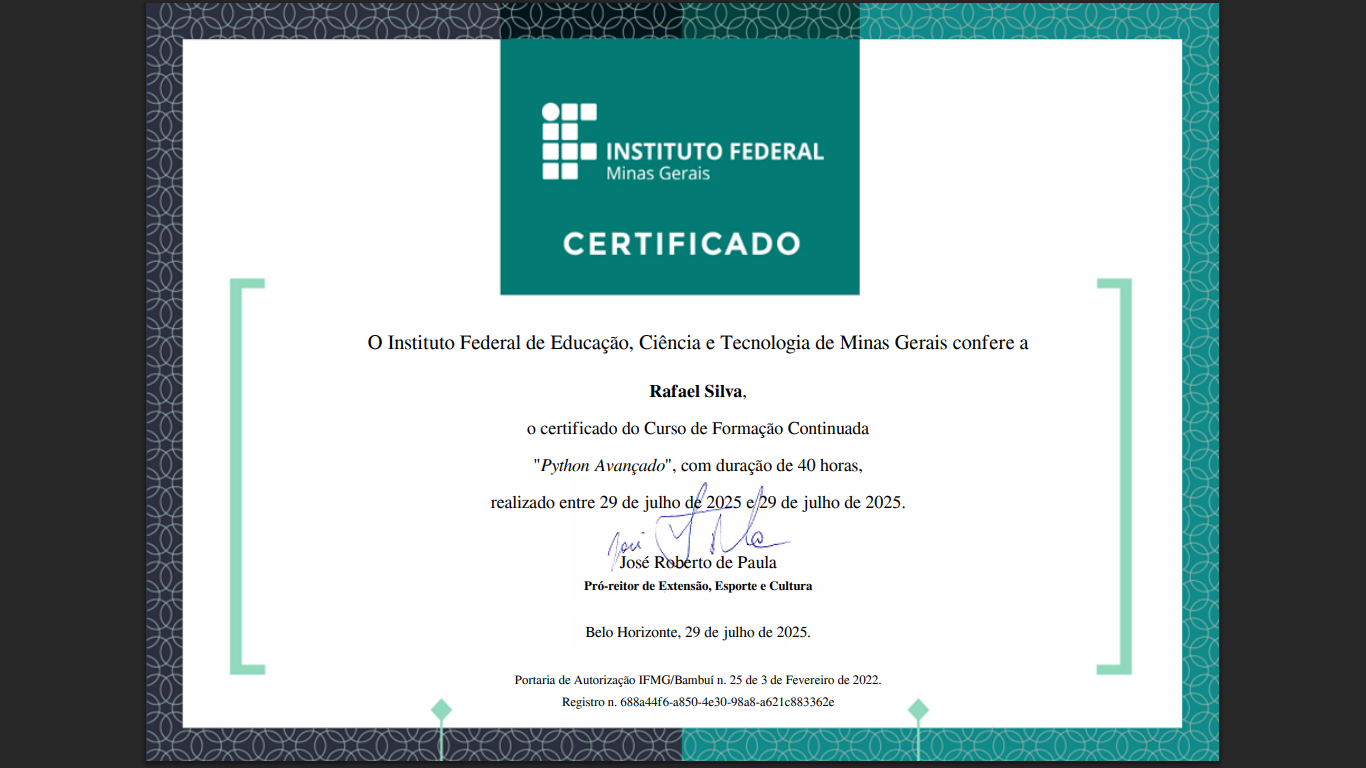 INSTITUTO FEDERAL
Minas Gerais
CERTIFICADO
O Instituto Federal de Educação, Ciência e Tecnologia de Minas Gerais confere a
Rafael Silva,
o certificado do Curso de Formação Continuada
"Python Avançado", com duração de 40 horas,
realizado entre 29 de julho de 2025 e 29 de julho de 2025.
José Roberto de Paula
Pró-reitor de Extensão, Esporte e Cultura
Belo Horizonte, 29 de julho de 2025.
Portaria de Autorização IFMG/Bambuí n. 25 de 3 de Fevereiro de 2022.
Registro n. 688a44f6-a850-4e30-98a8-a621c883362e